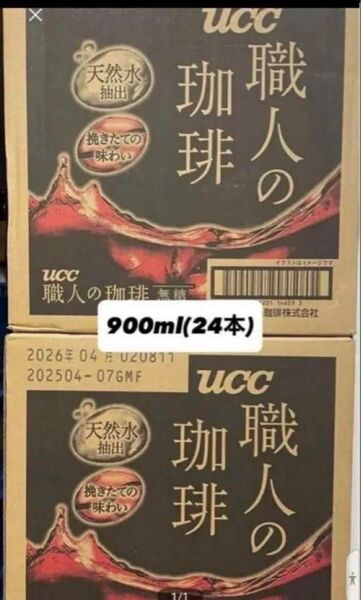 ×
ucc
職人の
珈琲
天然水
抽出
挽きたての
味わい
イラストはイメージです
ucc
職人の珈琲 無糖
珈琲株式会社
900ml(24本)
2026年 04月 020811
202504-07GMF
ucc
職人の
珈琲
天然水
抽出
挽きたての
味わい
1/1